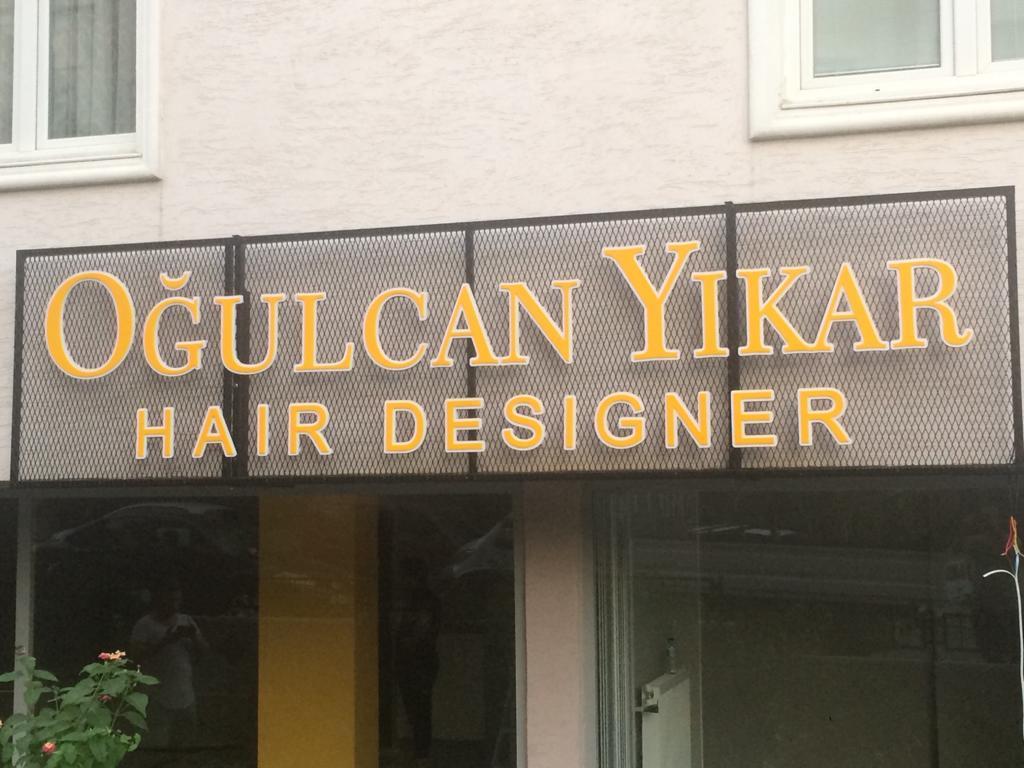 OĞULCAN YIKAR
HAIR DESIGNER